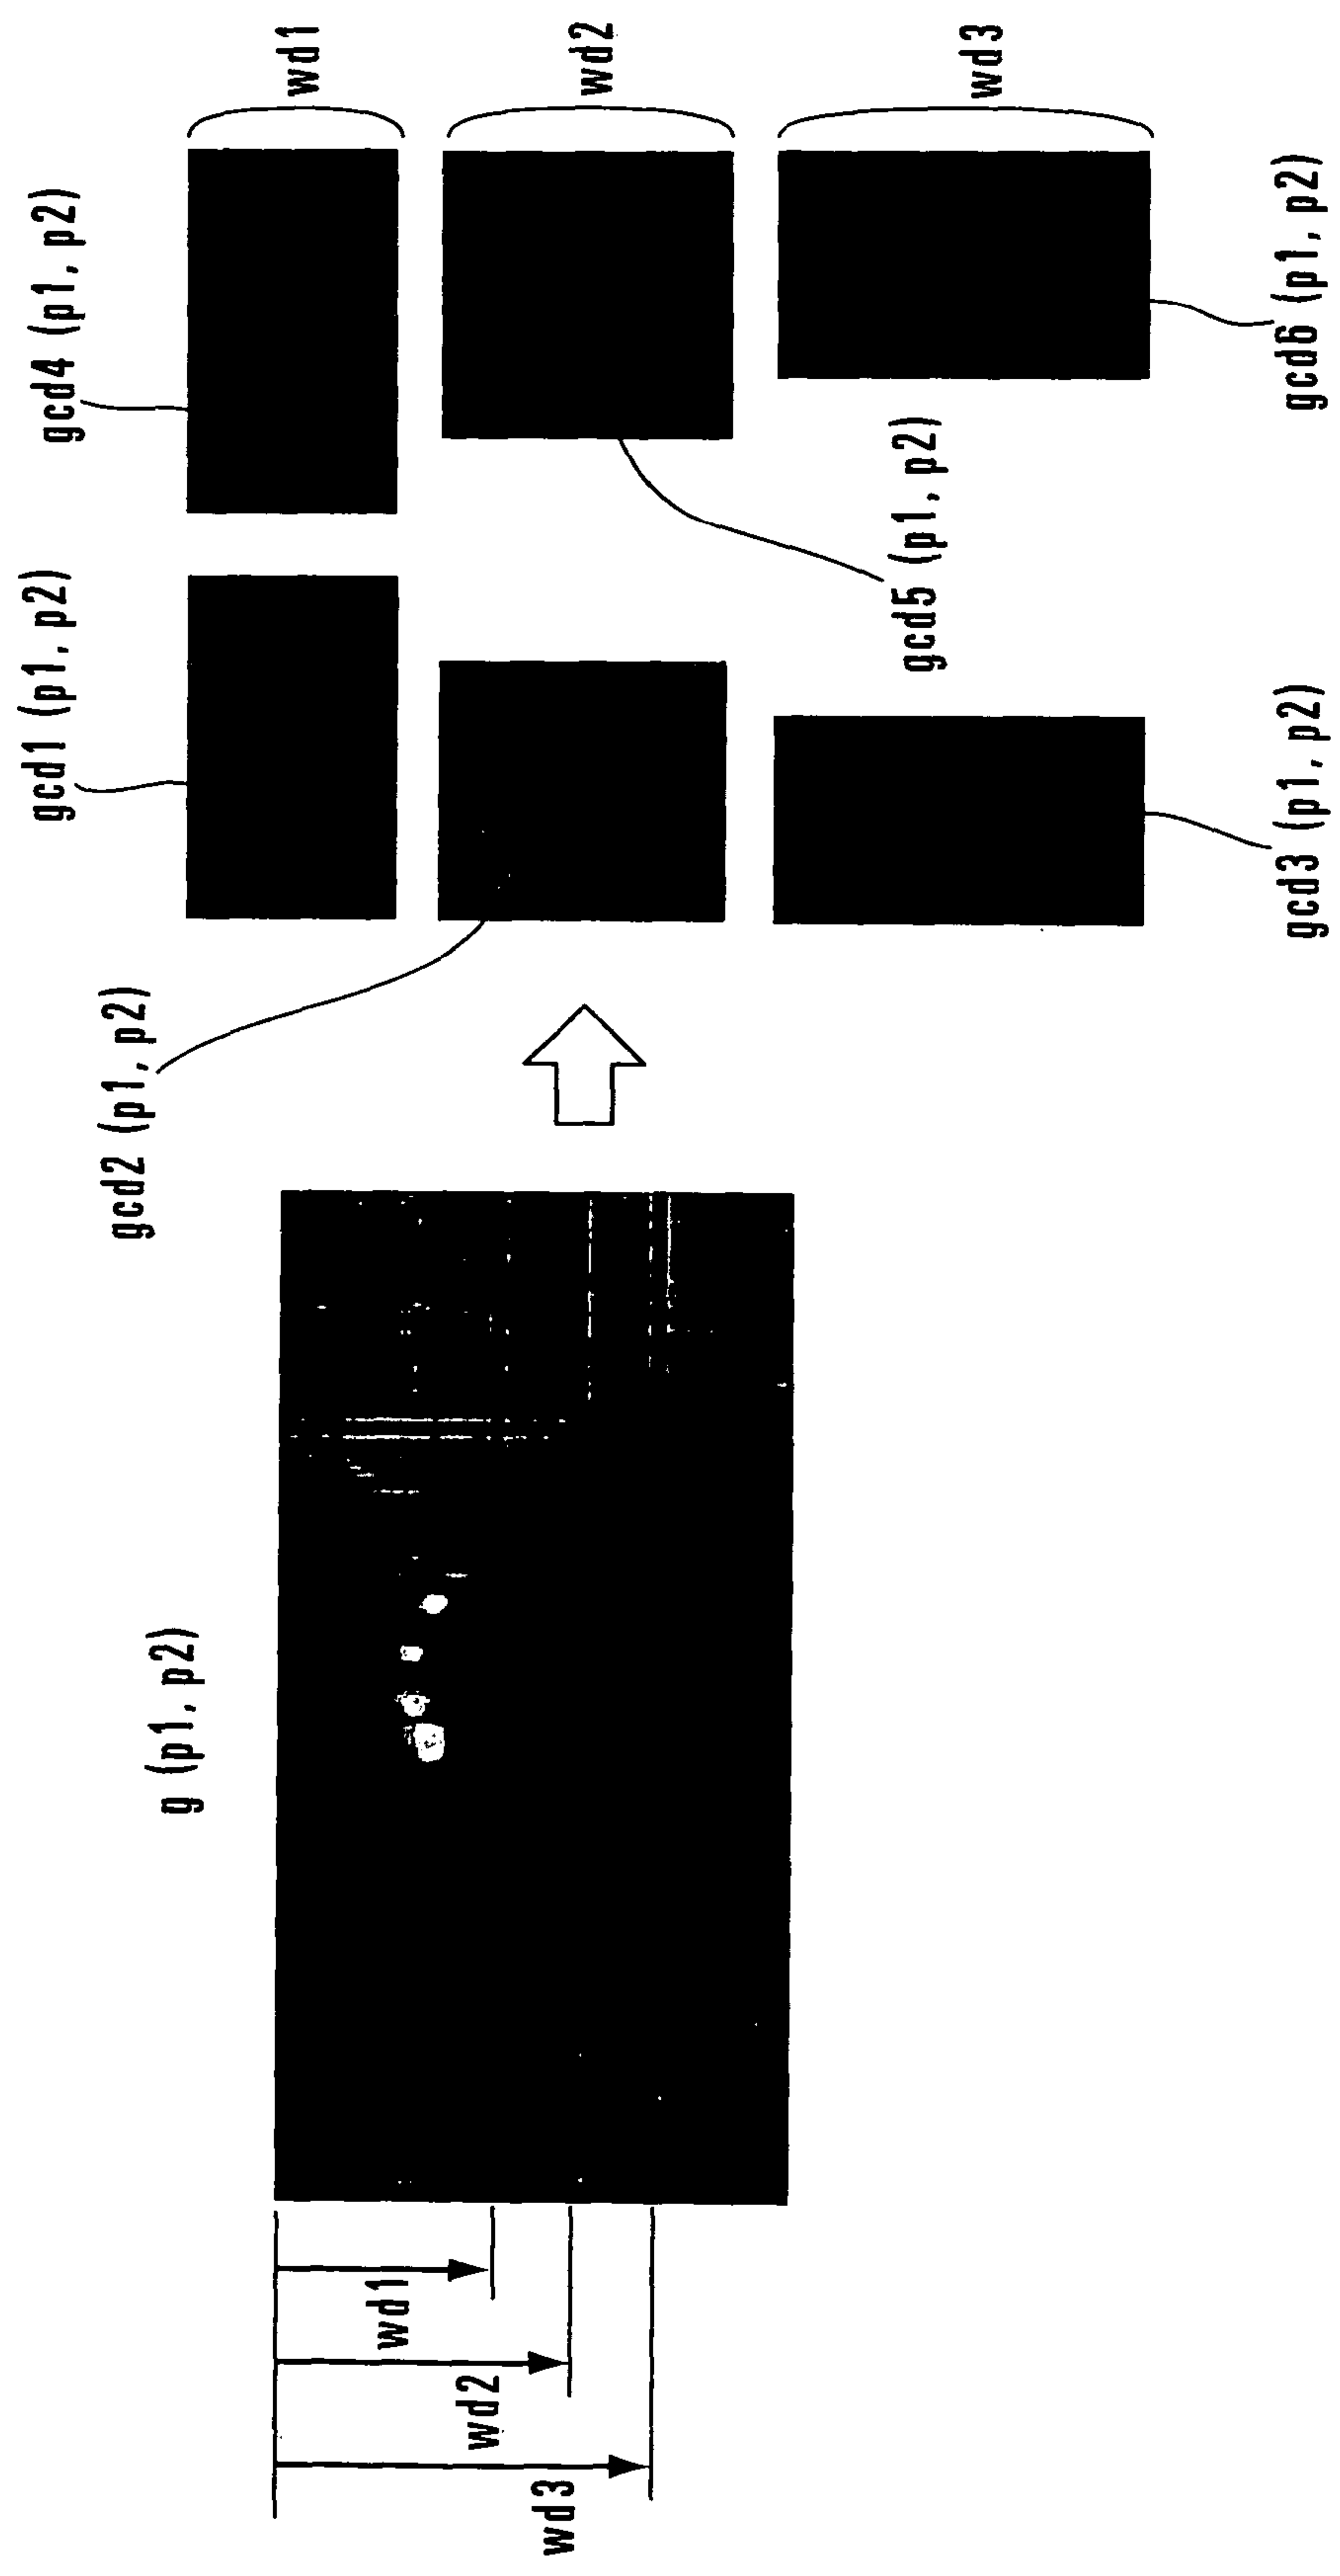 gcd1 (p1, p2)
gcd4 (p1, p2)
gcd2 (p1, p2)
g (p1, p2)
wd1
wd1
wd2
wd3
wd2
gcd5 (p1, p2)
wd3
gcd3 (p1, p2)
gcd6 (p1, p2)